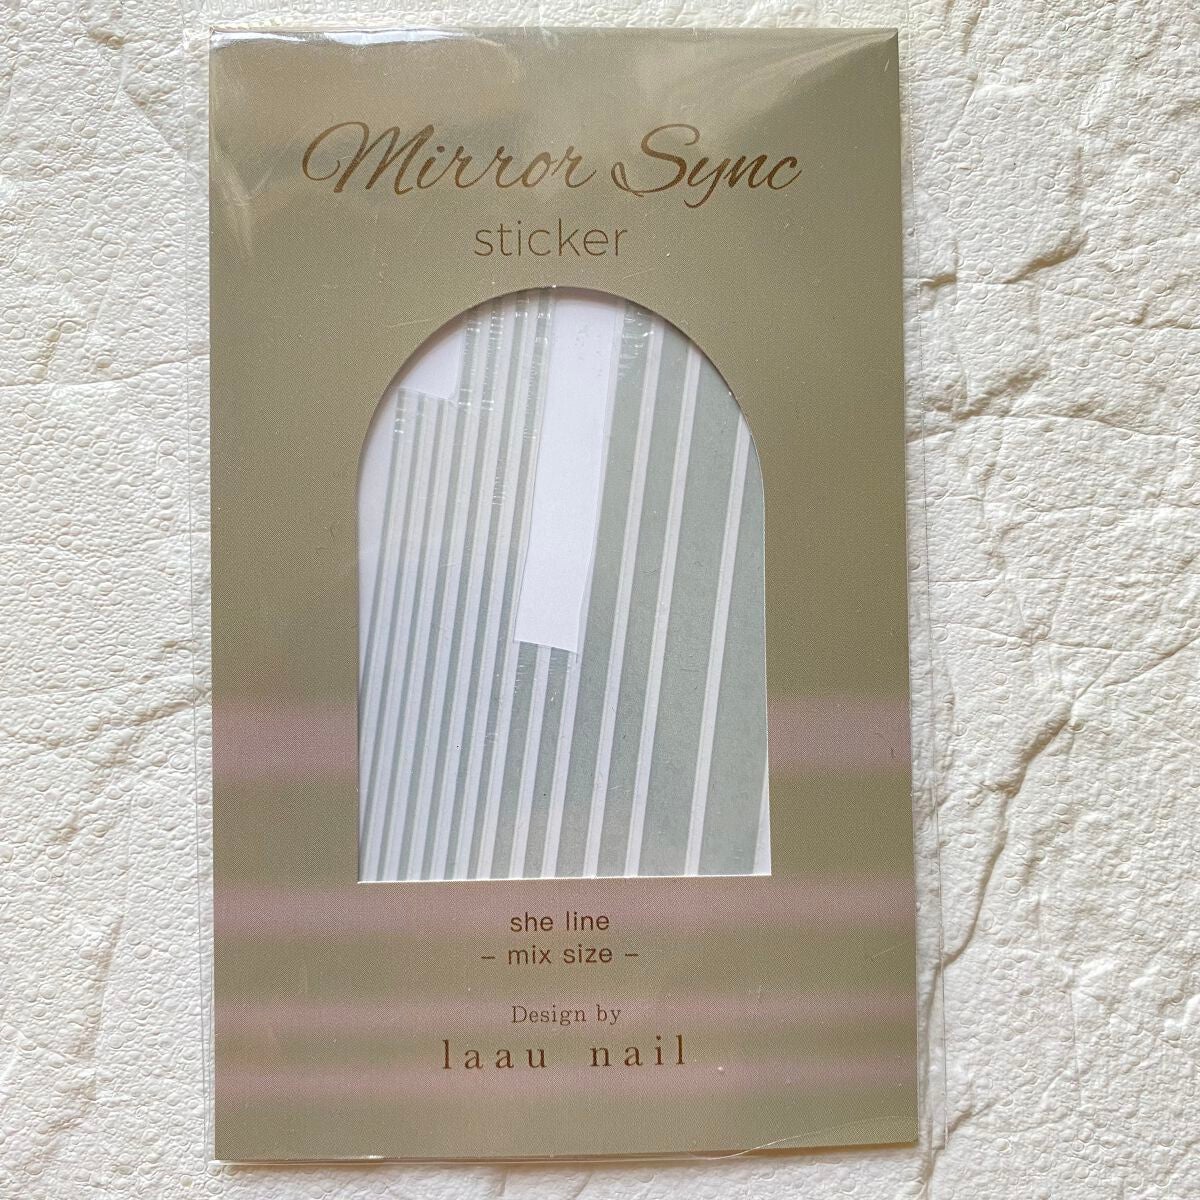 Mirror Sync
sticker
she line
– mix size –
Design by
laau nail